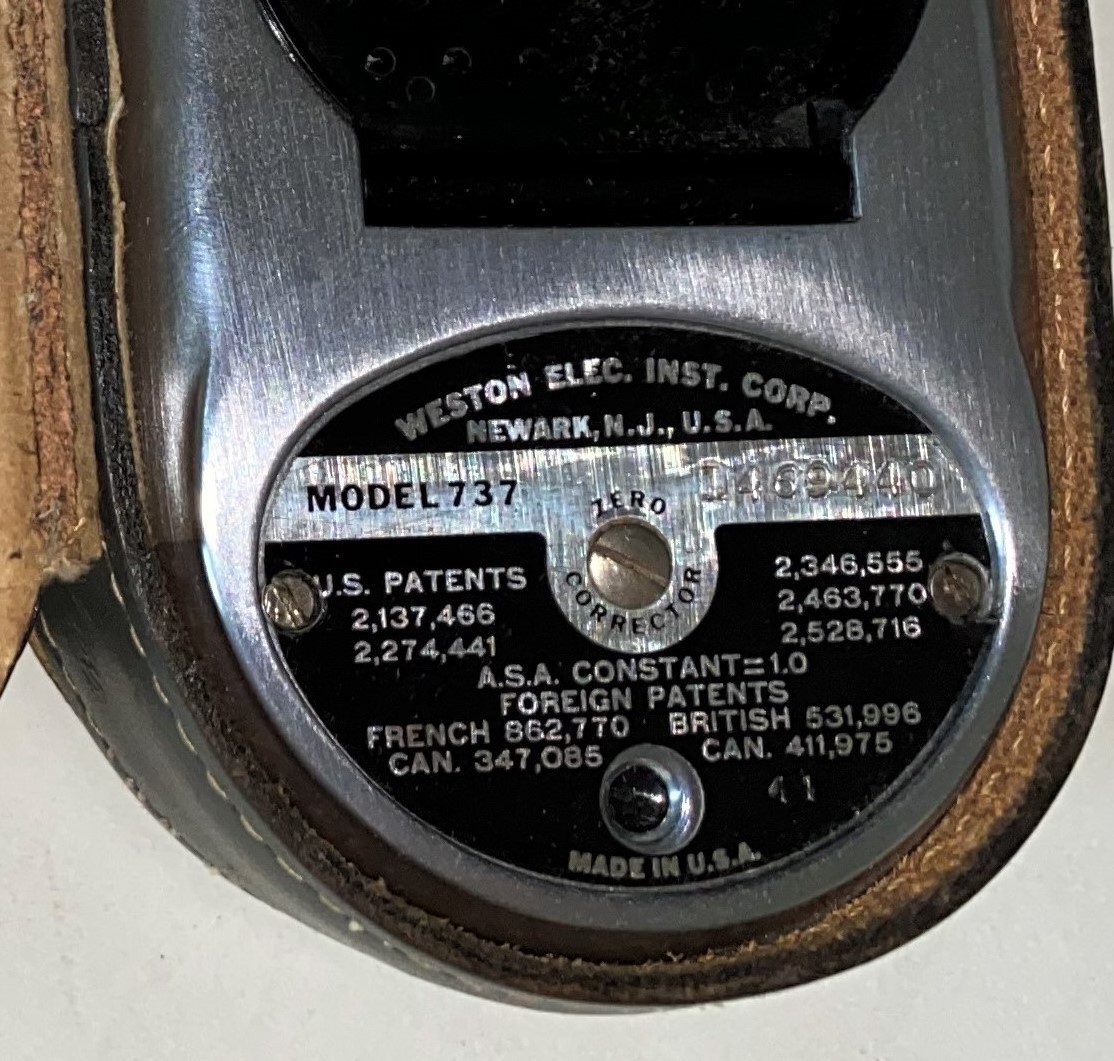 WESTON ELEC. INST. CORP.
NEWARK, N.J., U.S.A.
MODEL 737
ZERO CORRECTOR
U.S. PATENTS
2,137,466
2,274,441
2,346,555
2,463,770
2,528,716
A.S.A. CONSTANT=1.0
FOREIGN PATENTS
FRENCH 862,770 BRITISH 531,996
CAN. 347,085 CAN. 411,975
MADE IN U.S.A.